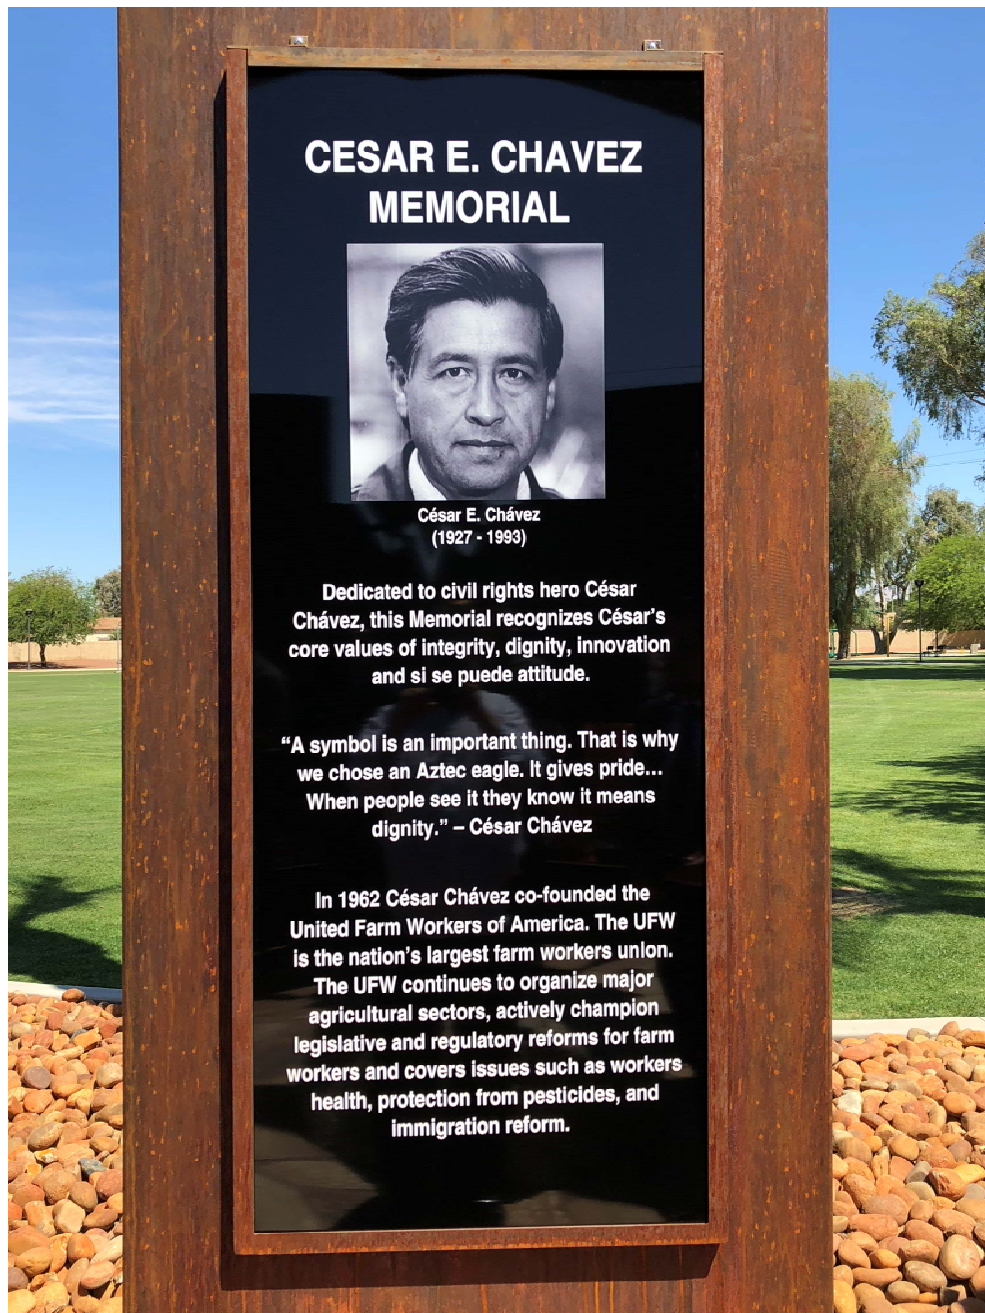 CESAR E. CHAVEZ
MEMORIAL
César E. Chávez
(1927 - 1993)
Dedicated to civil rights hero César
Chávez, this Memorial recognizes César's
core values of integrity, dignity, innovation
and si se puede attitude.
“A symbol is an important thing. That is why
we chose an Aztec eagle. It gives pride...
When people see it they know it means
dignity.” – César Chávez
In 1962 César Chávez co-founded the
United Farm Workers of America. The UFW
is the nation's largest farm workers union.
The UFW continues to organize major
agricultural sectors, actively champion
legislative and regulatory reforms for farm
workers and covers issues such as workers
health, protection from pesticides, and
immigration reform.